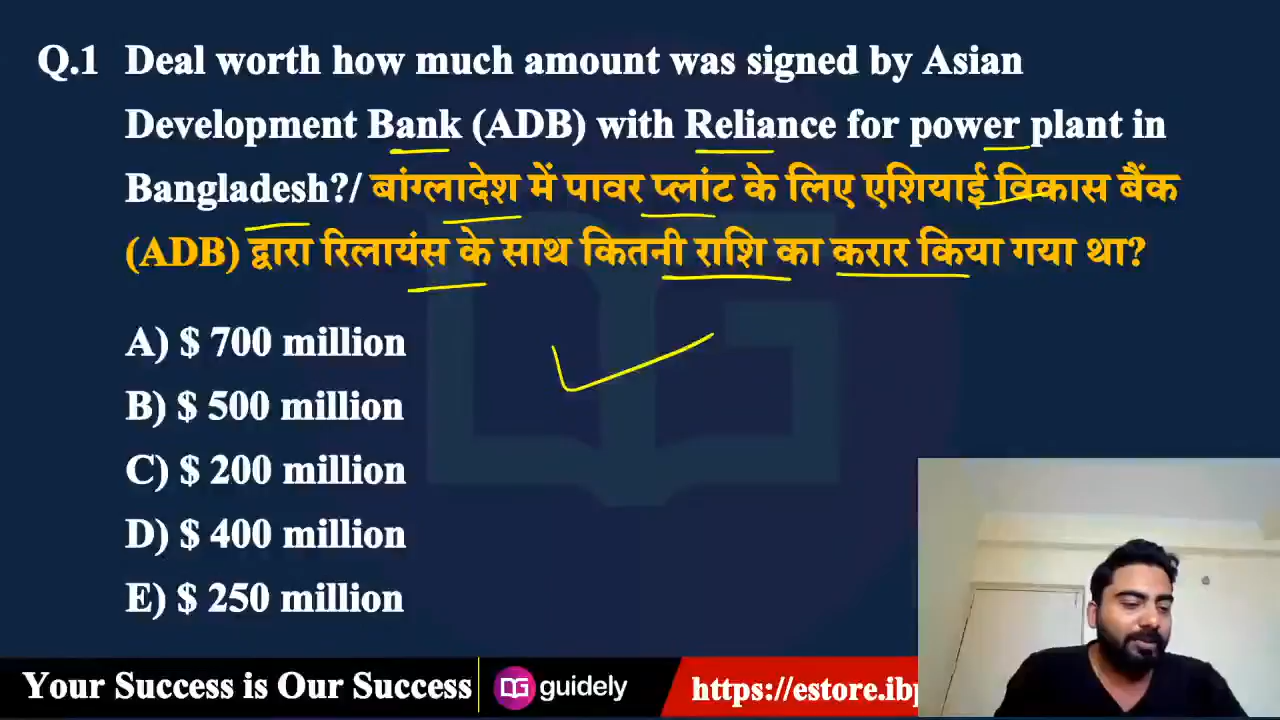 Q.1 Deal worth how much amount was signed by Asian
Development Bank (ADB) with Reliance for power plant in
Bangladesh?/ बांग्लादेश में पावर प्लांट के लिए एशियाई विकास बैंक
(ADB) द्वारा रिलायंस के साथ कितनी राशि का करार किया गया था?
A) $ 700 million
B) $ 500 million
C) $ 200 million
D) $ 400 million
E) $ 250 million
Your Success is Our Success
guidely
https://estore.ibp